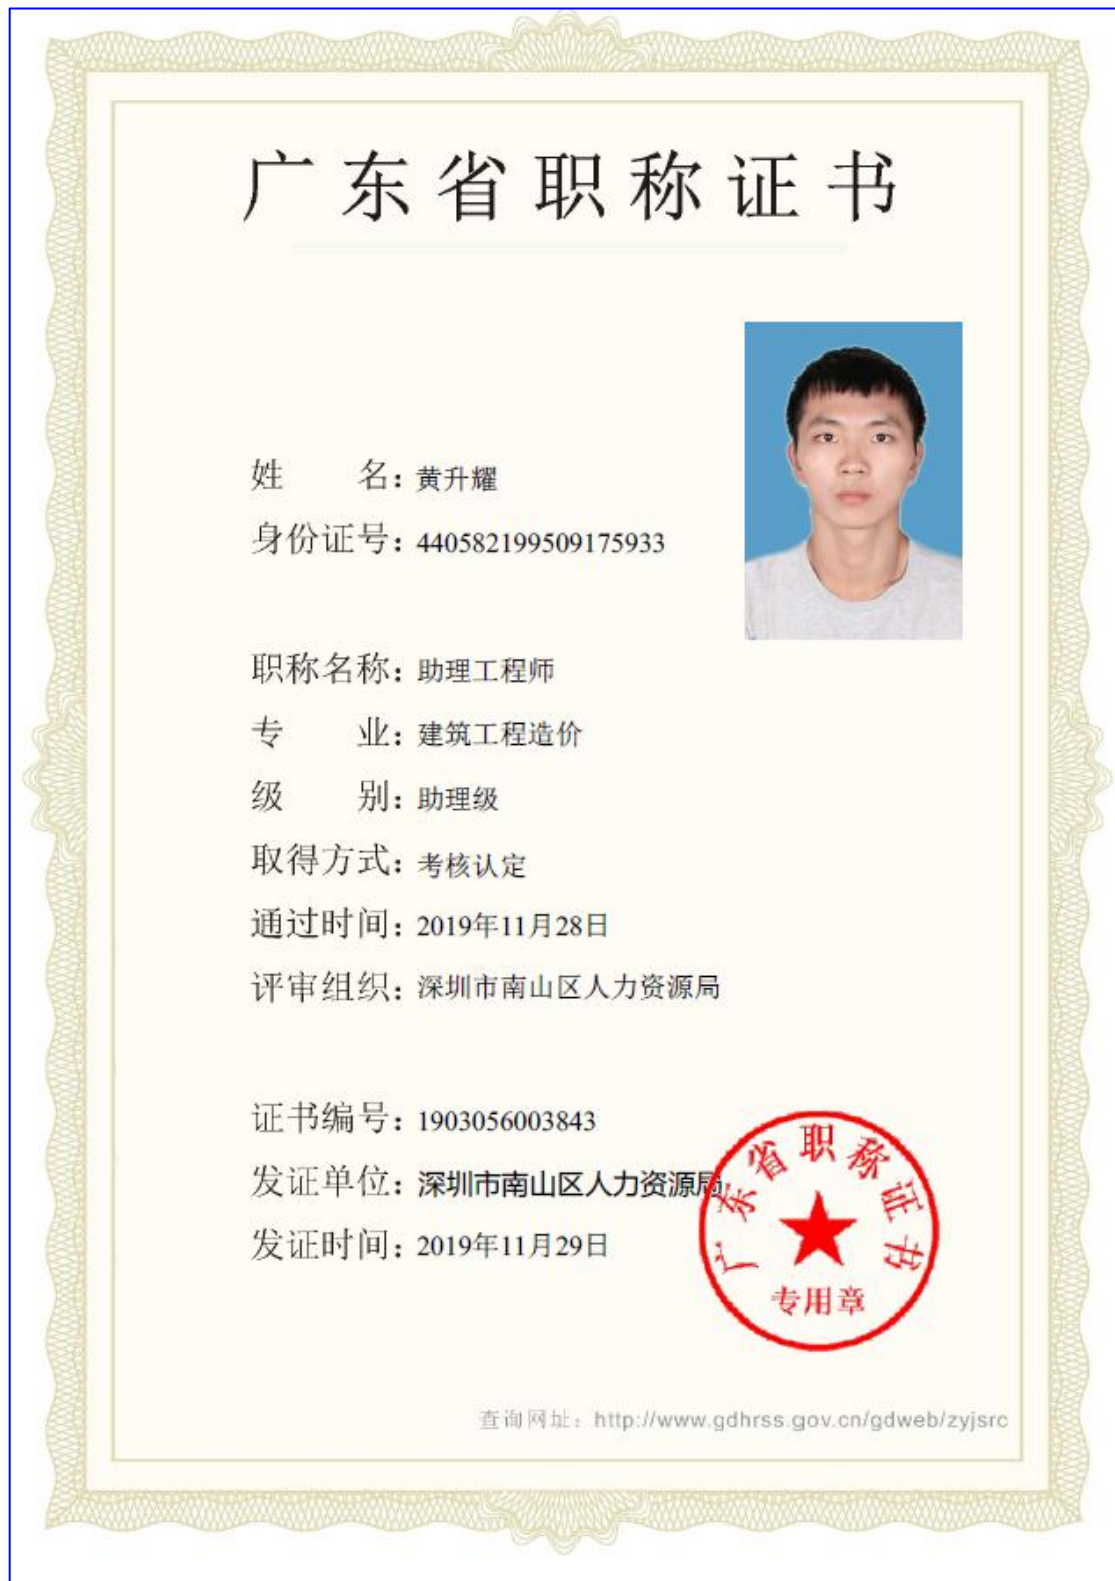 广东省职称证书
姓名：黄升耀
身份证号：440582199509175933
职称名称：助理工程师
专业：建筑工程造价
级别：助理级
取得方式：考核认定
通过时间：2019年11月28日
评审组织：深圳市南山区人力资源局
证书编号：1903056003843
发证单位：深圳市南山区人力资源局
发证时间：2019年11月29日
广东省职称证书
专用章
查询网址：http://www.gdhrss.gov.cn/gdweb/zyjsrc